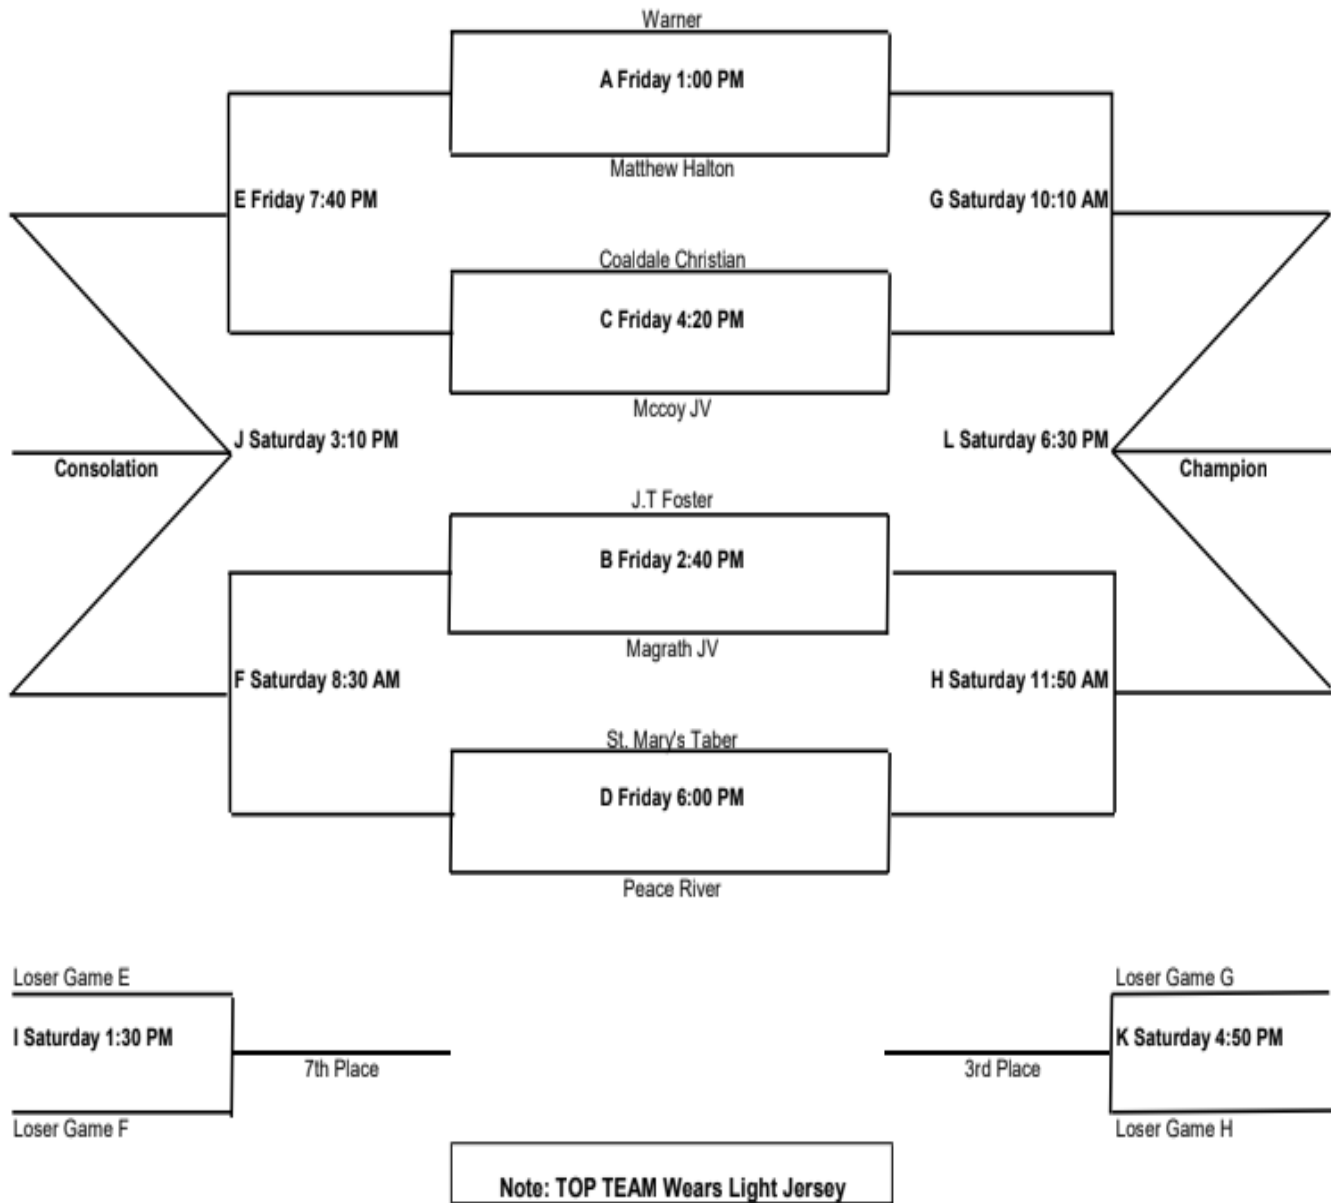 Warner
A Friday 1:00 PM
Matthew Halton
E Friday 7:40 PM
G Saturday 10:10 AM
Coaldale Christian
C Friday 4:20 PM
Mccoy JV
J Saturday 3:10 PM
L Saturday 6:30 PM
Consolation
Champion
J.T Foster
B Friday 2:40 PM
Magrath JV
F Saturday 8:30 AM
H Saturday 11:50 AM
St. Mary's Taber
D Friday 6:00 PM
Peace River
Loser Game E
Loser Game G
I Saturday 1:30 PM
K Saturday 4:50 PM
7th Place
3rd Place
Loser Game F
Loser Game H
Note: TOP TEAM Wears Light Jersey